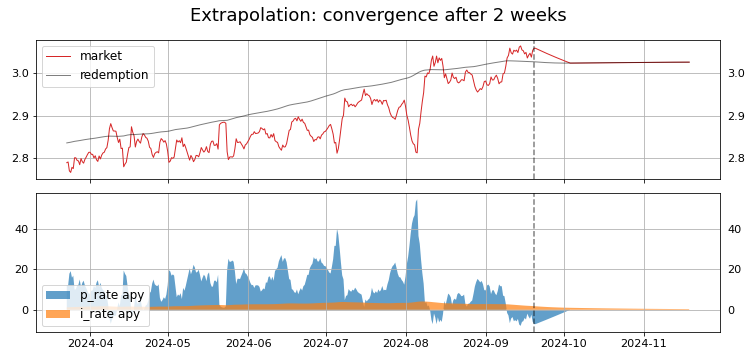 Extrapolation: convergence after 2 weeks
market
redemption
3.0
2.9
2.8
3.0
2.9
2.8
40
20
0
40
20
0
p_rate apy
i_rate apy
2024-04 2024-05 2024-06 2024-07 2024-08 2024-09 2024-10 2024-11